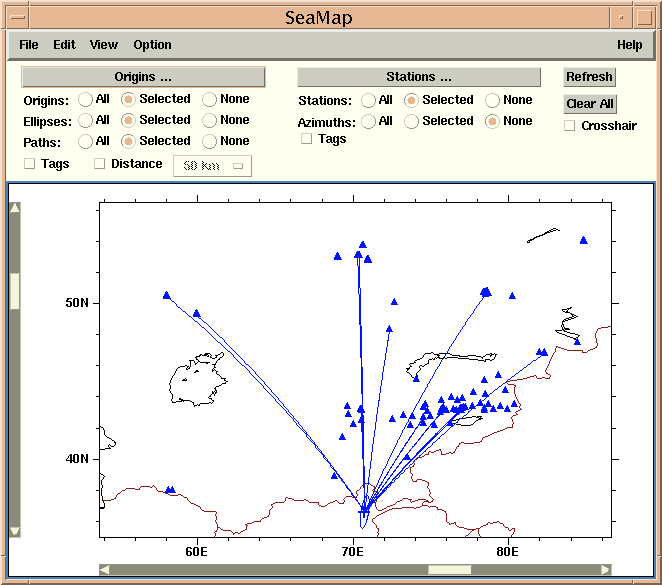 SeaMap
File Edit View Option Help
Origins ... Stations ... Refresh
Origins: All Selected None Stations: All Selected None Clear All
Ellipses: All Selected None Azimuths: All Selected None Crosshair
Paths: All Selected None Tags
Tags Distance 50 km
50N
40N
60E 70E 80E